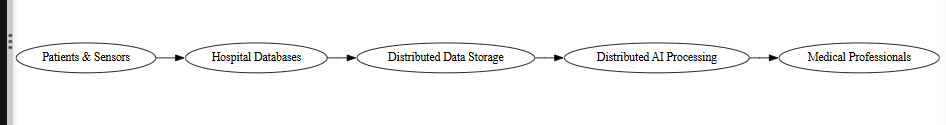 Patients & Sensors
Hospital Databases
Distributed Data Storage
Distributed AI Processing
Medical Professionals